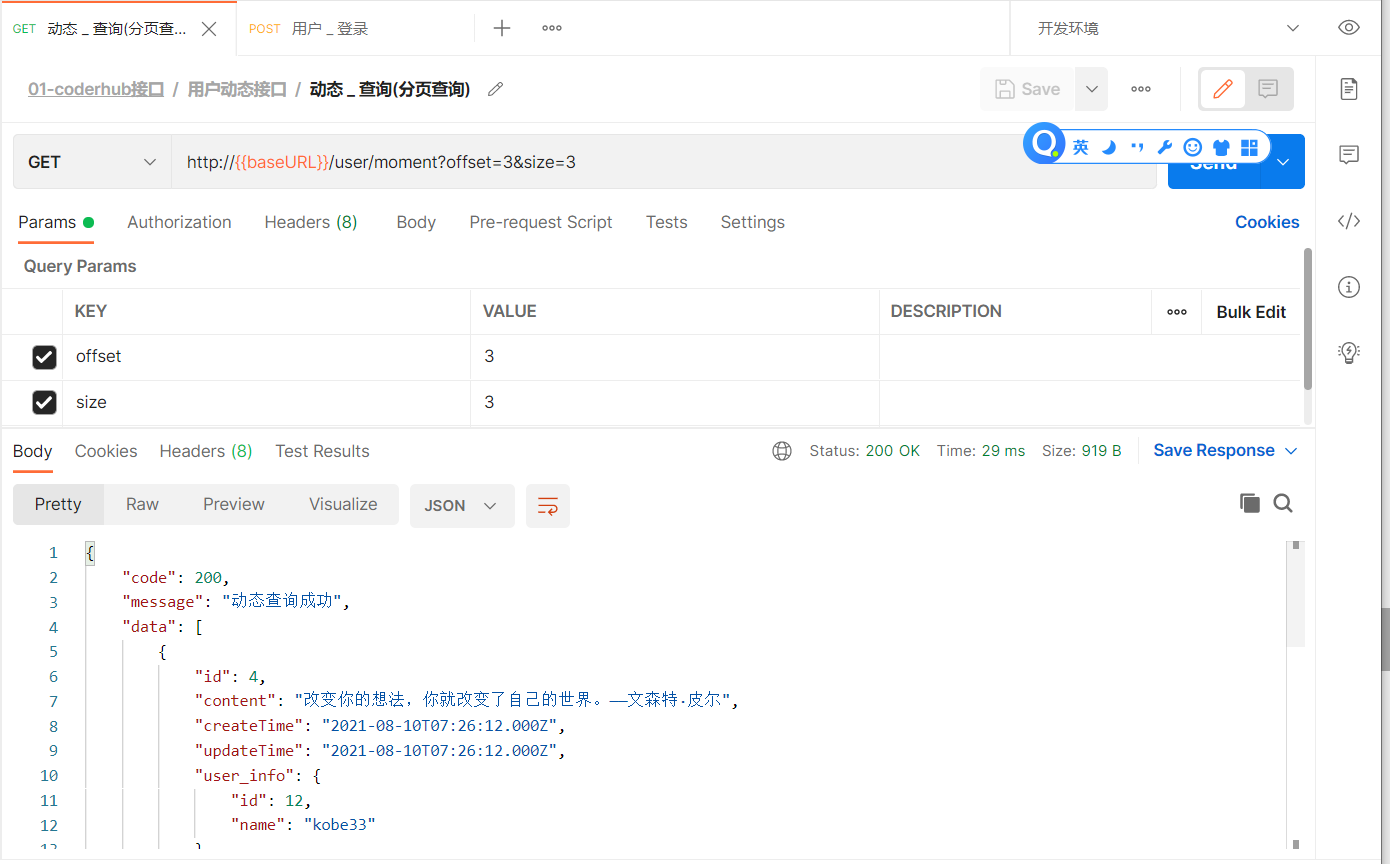 GET 动态 _ 查询(分页查... POST 用户 _ 登录 开发环境
01-coderhub接口 / 用户动态接口 / 动态 _ 查询(分页查询) Save
GET http://{{baseURL}}/user/moment?offset=3&size=3 英 Send
Params Authorization Headers (8) Body Pre-request Script Tests Settings Cookies
Query Params
KEY VALUE DESCRIPTION Bulk Edit
offset 3
size 3
Body Cookies Headers (8) Test Results Status: 200 OK Time: 29 ms Size: 919 B Save Response
Pretty Raw Preview Visualize JSON
1 {
2 "code": 200,
3 "message": "动态查询成功",
4 "data": [
5 {
6 "id": 4,
7 "content": "改变你的想法，你就改变了自己的世界。——文森特·皮尔",
8 "createTime": "2021-08-10T07:26:12.000Z",
9 "updateTime": "2021-08-10T07:26:12.000Z",
10 "user_info": {
11 "id": 12,
12 "name": "kobe33"
13 }